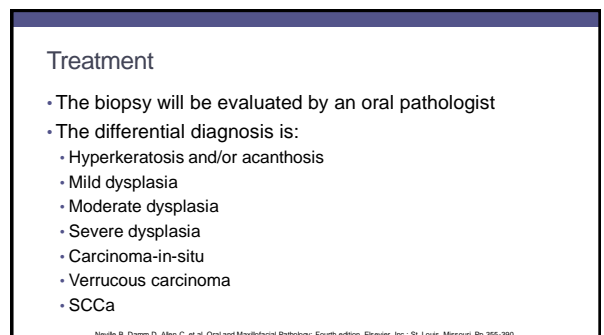 Treatment
• The biopsy will be evaluated by an oral pathologist
• The differential diagnosis is:
• Hyperkeratosis and/or acanthosis
• Mild dysplasia
• Moderate dysplasia
• Severe dysplasia
• Carcinoma-in-situ
• Verrucous carcinoma
• SCCa
Neville B, Damm D, Allen C, et al. Oral and Maxillofacial Pathology: Fourth edition. Elsevier, Inc.: St. Louis, Missouri. Pp 355-390